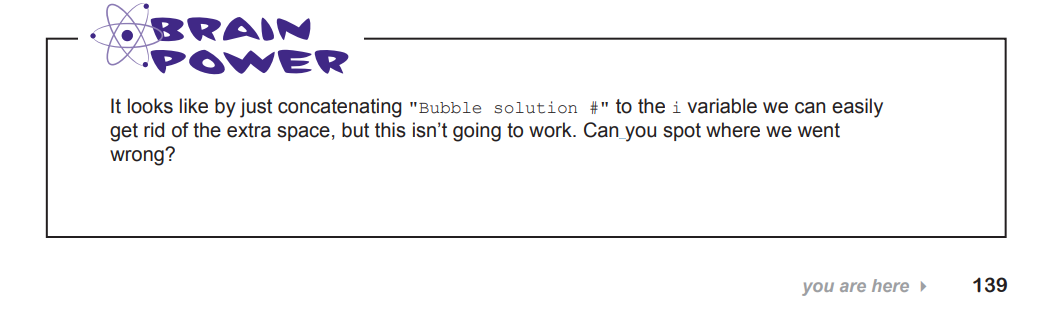 BRAIN
POWER
It looks like by just concatenating "Bubble solution #" to the i variable we can easily
get rid of the extra space, but this isn’t going to work. Can you spot where we went
wrong?
you are here ▸ 139